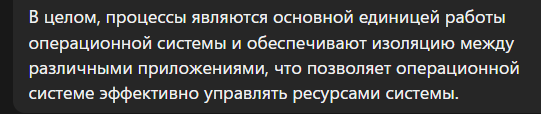 В целом, процессы являются основной единицей работы
операционной системы и обеспечивают изоляцию между
различными приложениями, что позволяет операционной
системе эффективно управлять ресурсами системы.